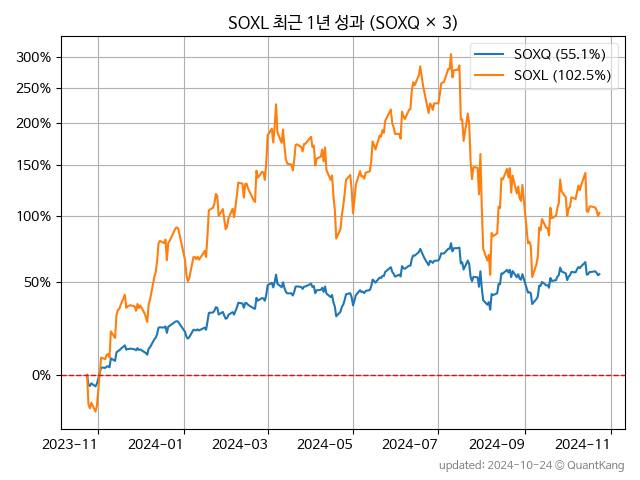 SOXL 최근 1년 성과 (SOXQ × 3)
SOXQ (55.1%)
SOXL (102.5%)
300%
250%
200%
150%
100%
50%
0%
2023-11 2024-01 2024-03 2024-05 2024-07 2024-09 2024-11
updated: 2024-10-24 © QuantKang